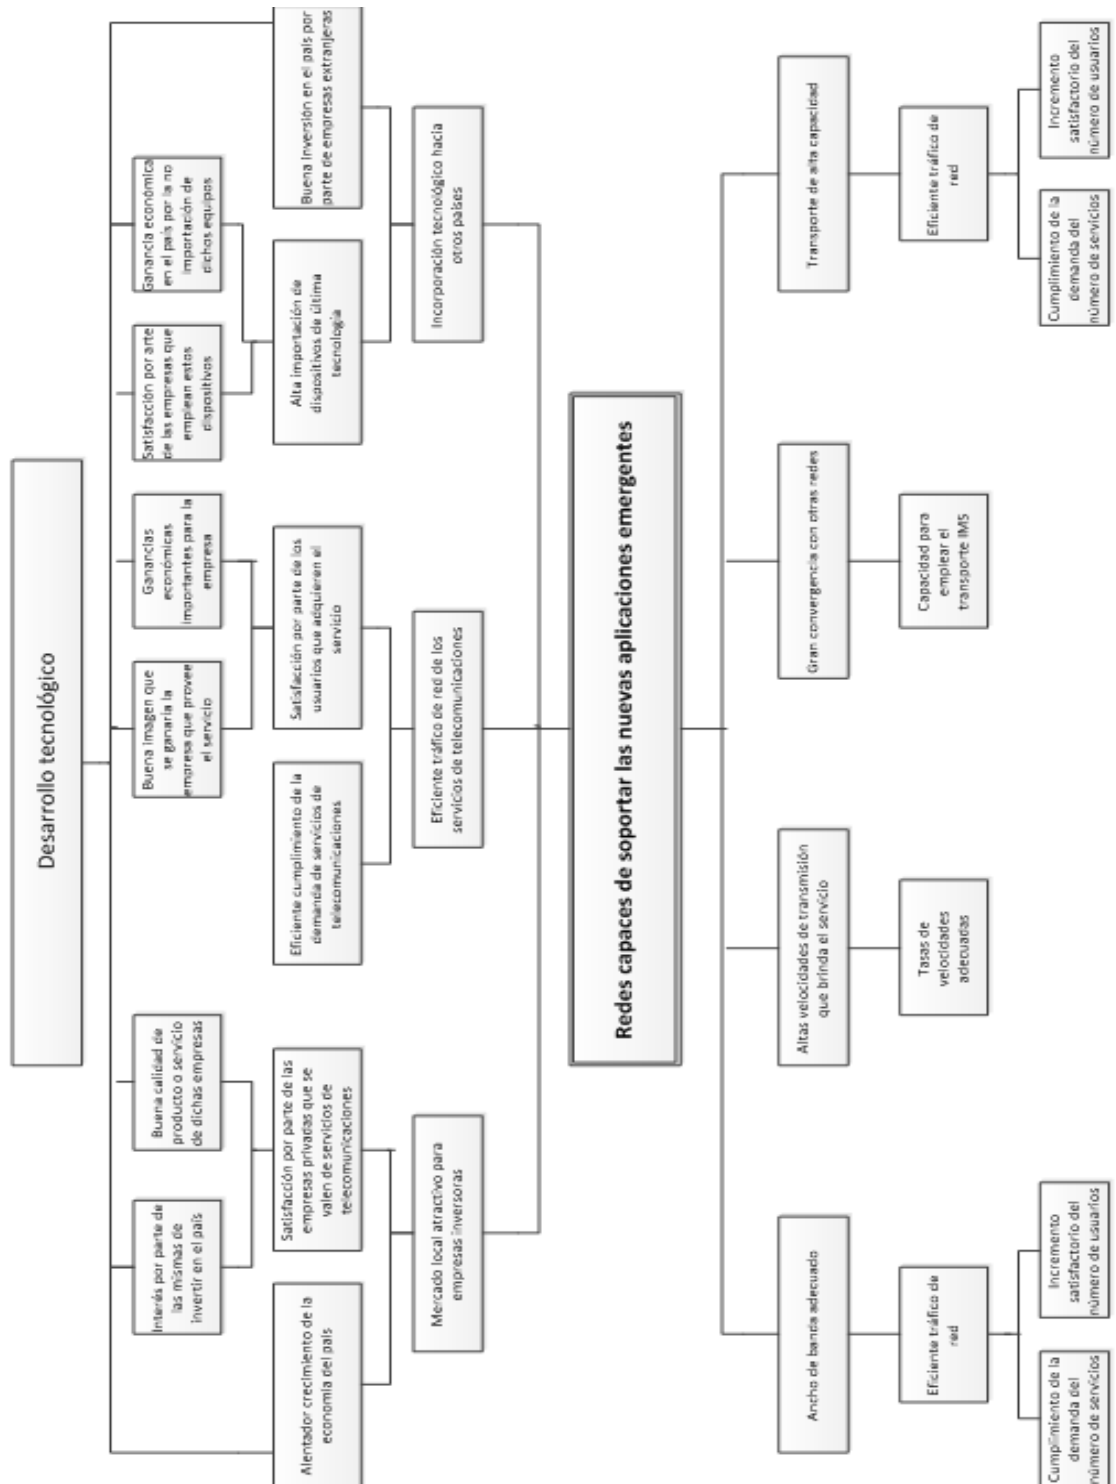 Desarrollo tecnológico
Interés por parte de
las mismas de
invertir en el país
Buena calidad de
producto o servicio
de dichas empresas
Buena imagen que
se ganaría la
empresa que provee
el servicio
Ganancias
económicas
importantes para la
empresa
Satisfacción por arte
de las empresas que
emplean estos
dispositivos
Ganancia económica
en el país por la no
importación de
dichos equipos
Alentador crecimiento de la
economía del país
Satisfacción por parte de las
empresas privadas que se
valen de servicios de
telecomunicaciones
Eficiente cumplimiento de la
demanda de servicios de
telecomunicaciones
Satisfacción por parte de los
usuarios que adquieren el
servicio
Alta importación de
dispositivos de última
tecnología
Buena inversión en el país por
parte de empresas extranjeras
Mercado local atractivo para
empresas inversoras
Eficiente tráfico de red de los
servicios de telecomunicaciones
Incorporación tecnológico hacia
otros países
Redes capaces de soportar las nuevas aplicaciones emergentes
Ancho de banda adecuado
Altas velocidades de transmisión
que brinda el servicio
Gran convergencia con otras redes
Transporte de alta capacidad
Eficiente tráfico de
red
Tasas de
velocidades
adecuadas
Capacidad para
emplear el
transporte IMS
Eficiente tráfico de
red
Cumplimiento de la
demanda del
número de servicios
Incremento
satisfactorio del
número de usuarios
Cumplimiento de la
demanda del
número de servicios
Incremento
satisfactorio del
número de usuarios